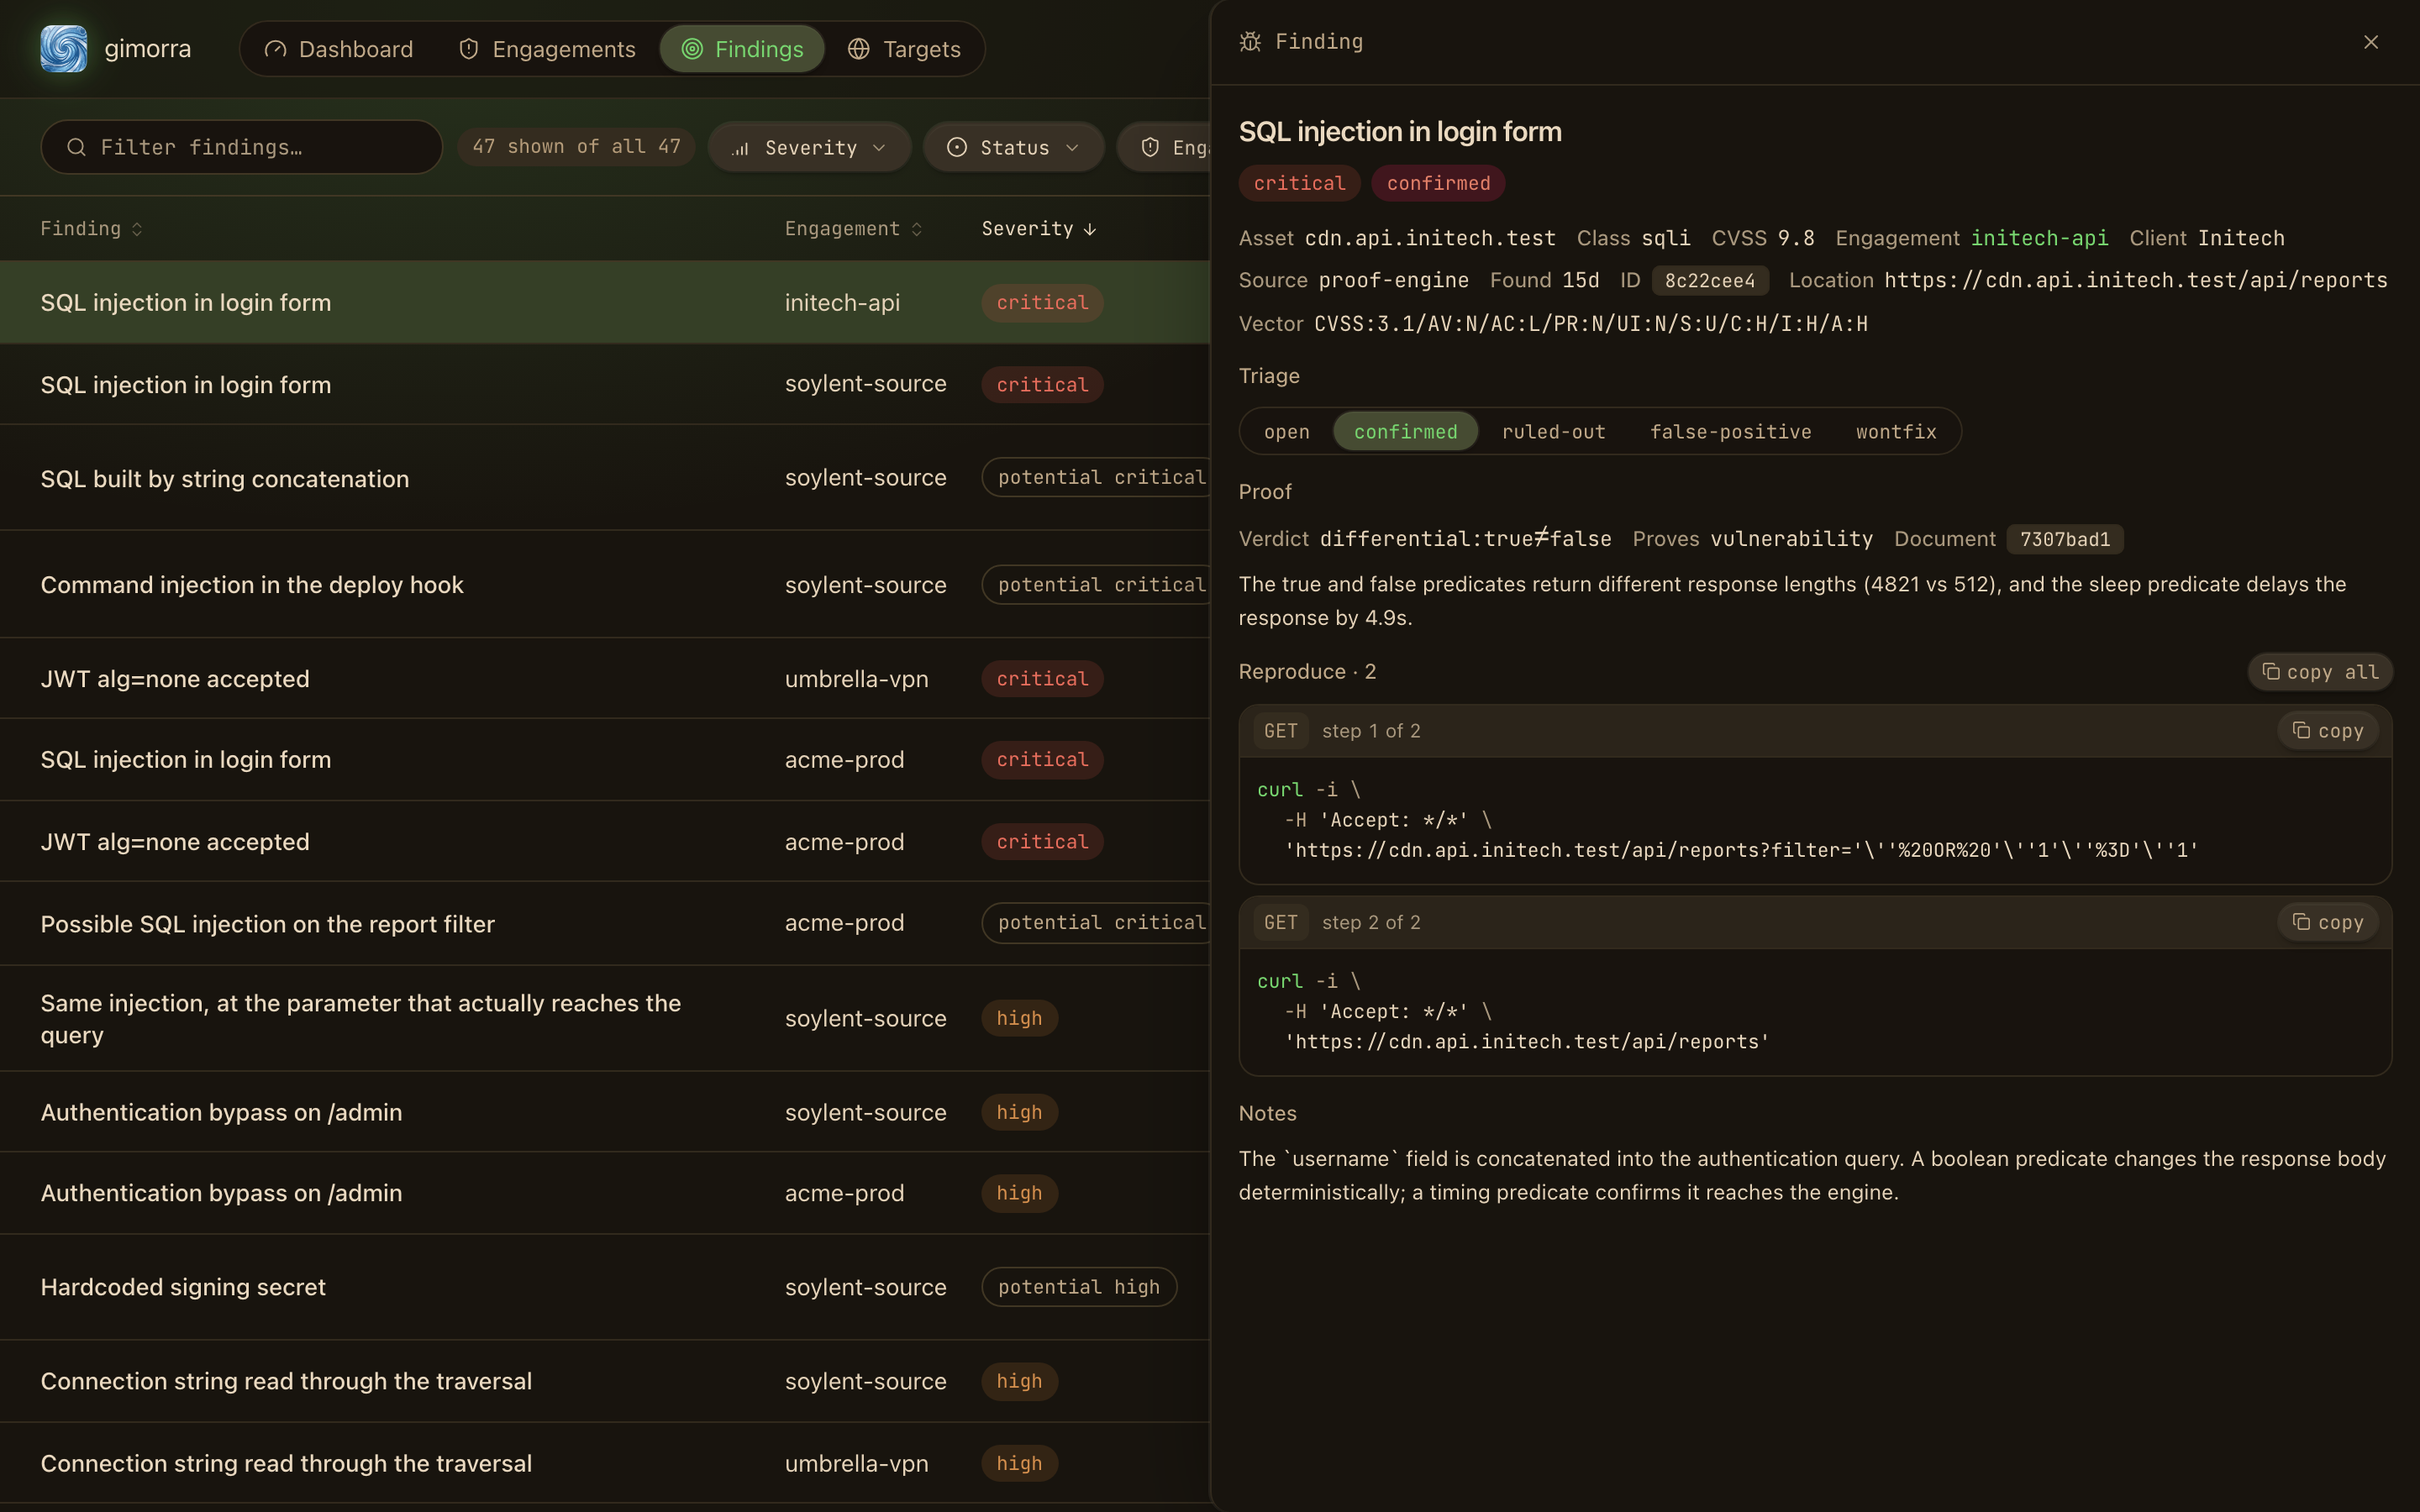 gimorra
Dashboard
Engagements
Findings
Targets
Filter findings…
47 shown of all 47
Severity
Status
Finding
Engagement
Severity
SQL injection in login form initech-api critical
SQL injection in login form soylent-source critical
SQL built by string concatenation soylent-source potential critical
Command injection in the deploy hook soylent-source potential critical
JWT alg=none accepted umbrella-vpn critical
SQL injection in login form acme-prod critical
JWT alg=none accepted acme-prod critical
Possible SQL injection on the report filter acme-prod potential critical
Same injection, at the parameter that actually reaches the
query
soylent-source high
Authentication bypass on /admin soylent-source high
Authentication bypass on /admin acme-prod high
Hardcoded signing secret soylent-source potential high
Connection string read through the traversal soylent-source high
Connection string read through the traversal umbrella-vpn high
Finding
SQL injection in login form
critical confirmed
Asset cdn.api.initech.test Class sqli CVSS 9.8 Engagement initech-api Client Initech
Source proof-engine Found 15d ID 8c22cee4 Location https://cdn.api.initech.test/api/reports
Vector CVSS:3.1/AV:N/AC:L/PR:N/UI:N/S:U/C:H/I:H/A:H
Triage
open confirmed ruled-out false-positive wontfix
Proof
Verdict differential:true≠false Proves vulnerability Document 7307bad1
The true and false predicates return different response lengths (4821 vs 512), and the sleep predicate delays the
response by 4.9s.
Reproduce · 2 copy all
GET step 1 of 2 copy
curl -i \
-H 'Accept: */*' \
'https://cdn.api.initech.test/api/reports?filter='\''%20OR%20'\''1'\''%3D'\''1'
GET step 2 of 2 copy
curl -i \
-H 'Accept: */*' \
'https://cdn.api.initech.test/api/reports'
Notes
The `username` field is concatenated into the authentication query. A boolean predicate changes the response body
deterministically; a timing predicate confirms it reaches the engine.